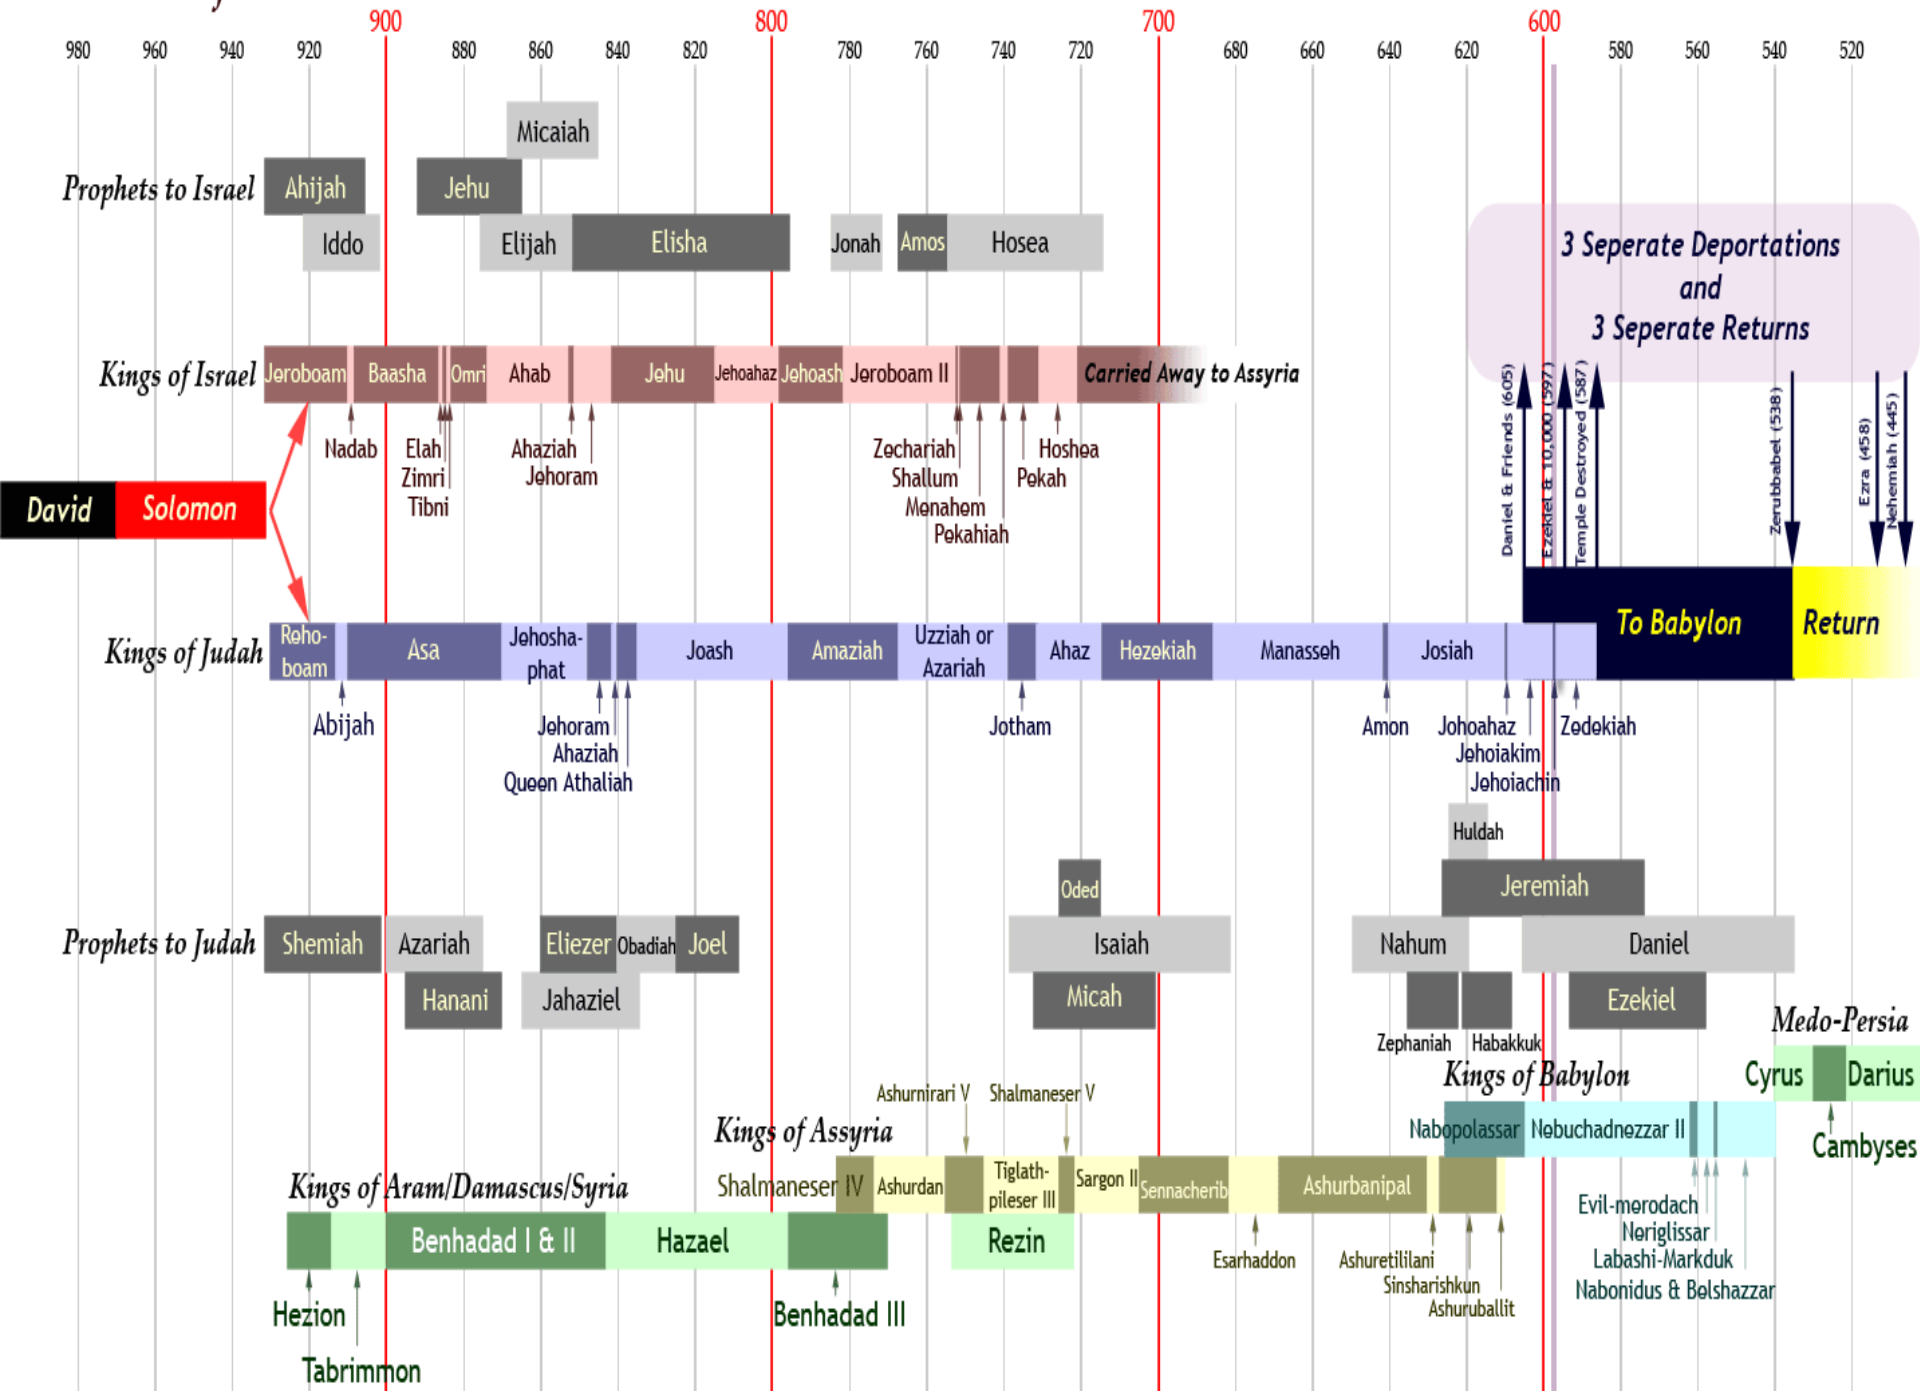 900 800 700 600
980 960 940 920 880 860 840 820 780 760 740 720 680 660 640 620 580 560 540 520
Micaiah
Prophets to Israel Ahijah Jehu
Iddo Elijah Elisha Jonah Amos Hosea
3 Seperate Deportations
and
3 Seperate Returns
Kings of Israel Jeroboam Baasha Omri Ahab Jehu Jehoahaz Jehoash Jeroboam II Carried Away to Assyria
Nadab Elah Ahaziah Zechariah Hoshea
Zimri Jehoram Shallum Pekah
Tibni Menahem
Pekahiah
Daniel & Friends (605)
Ezekiel & 10,000 (597)
Temple Destroyed (587)
Zerubbabel (538)
Ezra (458)
Nehemiah (445)
David Solomon
To Babylon Return
Kings of Judah Reho-
boam Asa Jehosha-
phat Joash Amaziah Uzziah or
Azariah Ahaz Hezekiah Manasseh Josiah
Abijah Jehoram Jotham Amon Johoahaz Zedekiah
Ahaziah Jehoiakim
Queen Athaliah Jehoiachin
Huldah
Oded Jeremiah
Prophets to Judah Shemiah Azariah Eliezer Obadiah Joel Isaiah Nahum Daniel
Hanani Jahaziel Micah Ezekiel
Zephaniah Habakkuk
Medo-Persia
Cyrus Darius
Cambyses
Kings of Babylon
Nabopolassar Nebuchadnezzar II
Evil-merodach
Neriglissar
Labashi-Markduk
Nabonidus & Belshazzar
Ashurnirari V Shalmaneser V
Kings of Assyria
Shalmaneser IV Ashurdan Tiglath-
pileser III Sargon II Sennacherib Ashurbanipal
Esarhaddon Ashuretililani
Sinsharishkun
Ashuruballit
Kings of Aram/Damascus/Syria
Benhadad I & II Hazael Rezin
Hezion Benhadad III
Tabrimmon